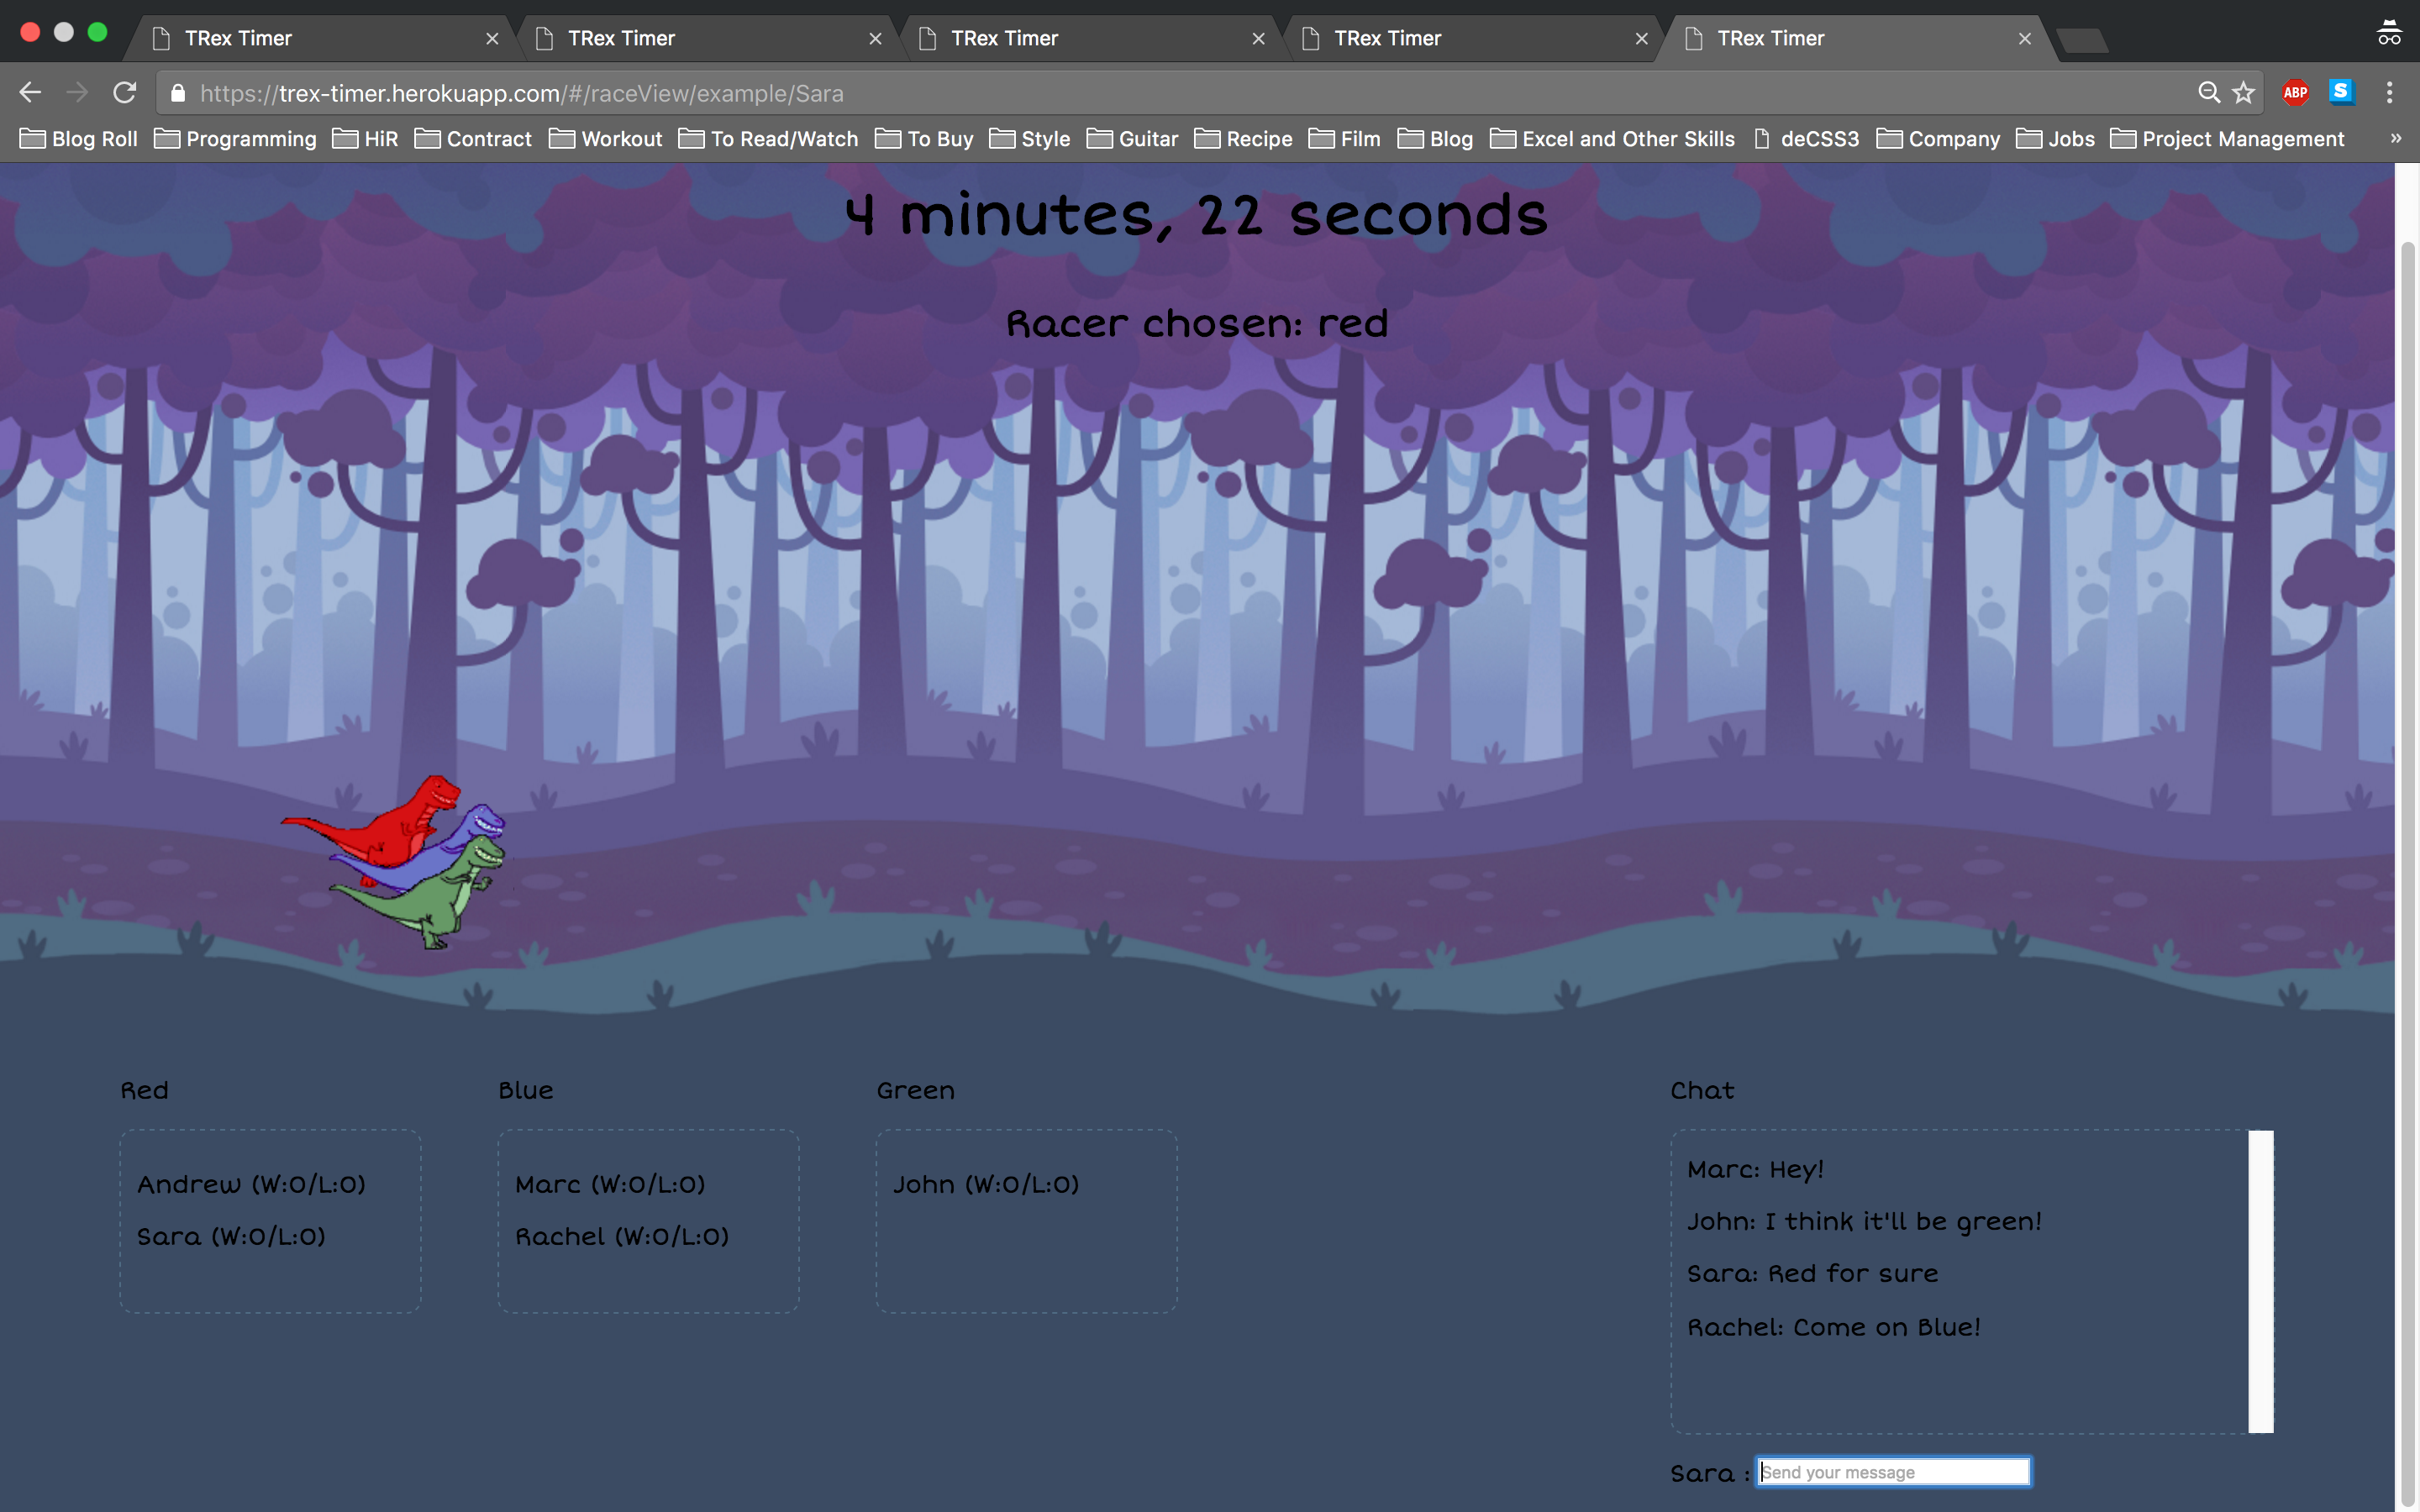 TRex Timer
TRex Timer
TRex Timer
TRex Timer
TRex Timer
https://trex-timer.herokuapp.com/#/raceView/example/Sara
ABP
S
Blog Roll
Programming
HiR
Contract
Workout
To Read/Watch
To Buy
Style
Guitar
Recipe
Film
Blog
Excel and Other Skills
deCSS3
Company
Jobs
Project Management
»
4 minutes, 22 seconds
Racer chosen: red
Red
Andrew (W:0/L:0)
Sara (W:0/L:0)
Blue
Marc (W:0/L:0)
Rachel (W:0/L:0)
Green
John (W:0/L:0)
Chat
Marc: Hey!
John: I think it'll be green!
Sara: Red for sure
Rachel: Come on Blue!
Sara : Send your message